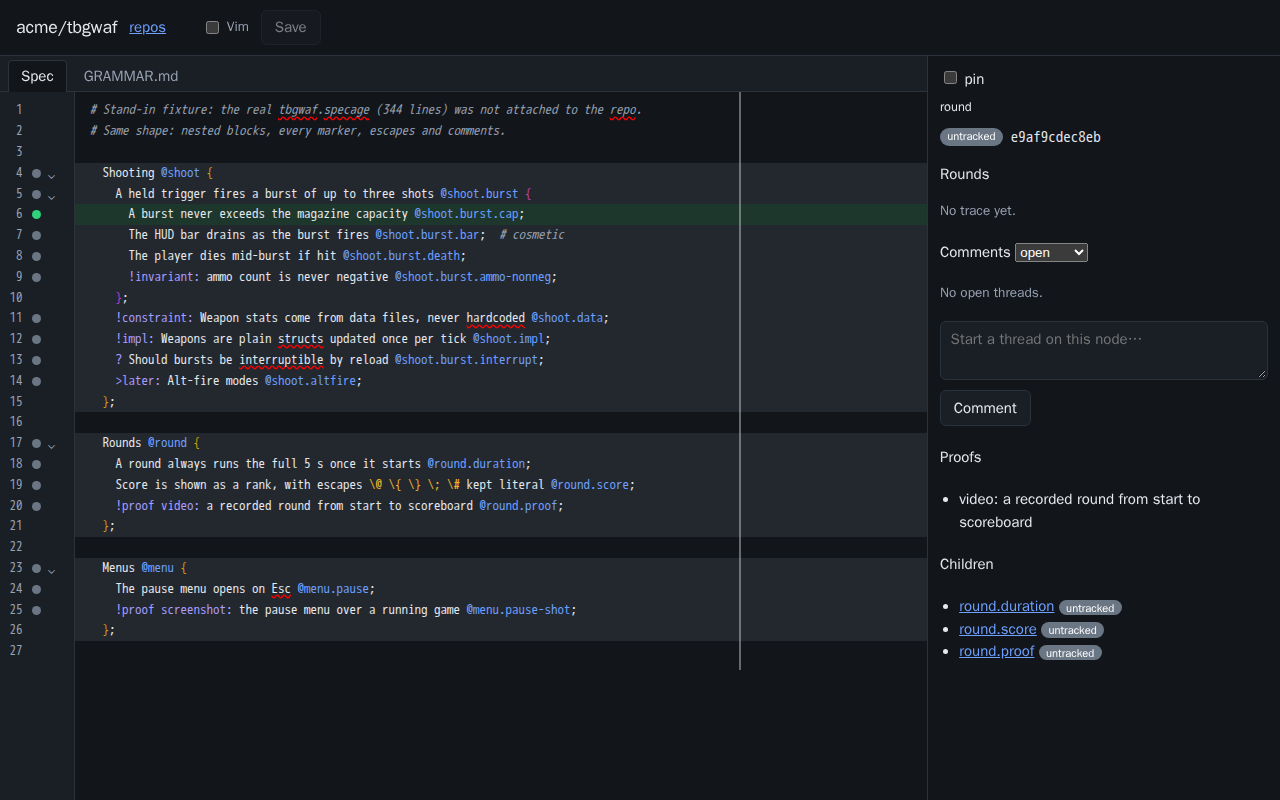 acme/tbgwaf repos Vim Save
Spec GRAMMAR.md
1 # Stand-in fixture: the real tbgwaf.specage (344 lines) was not attached to the repo.
2 # Same shape: nested blocks, every marker, escapes and comments.
3
4 Shooting @shoot {
5 A held trigger fires a burst of up to three shots @shoot.burst {
6 A burst never exceeds the magazine capacity @shoot.burst.cap;
7 The HUD bar drains as the burst fires @shoot.burst.bar; # cosmetic
8 The player dies mid-burst if hit @shoot.burst.death;
9 !invariant: ammo count is never negative @shoot.burst.ammo-nonneg;
10 };
11 !constraint: Weapon stats come from data files, never hardcoded @shoot.data;
12 !impl: Weapons are plain structs updated once per tick @shoot.impl;
13 ? Should bursts be interruptible by reload @shoot.burst.interrupt;
14 >later: Alt-fire modes @shoot.altfire;
15 };
16
17 Rounds @round {
18 A round always runs the full 5 s once it starts @round.duration;
19 Score is shown as a rank, with escapes \@ \{ \} \; \# kept literal @round.score;
20 !proof video: a recorded round from start to scoreboard @round.proof;
21 };
22
23 Menus @menu {
24 The pause menu opens on Esc @menu.pause;
25 !proof screenshot: the pause menu over a running game @menu.pause-shot;
26 };
27
pin
round
untracked e9af9cdec8eb
Rounds
No trace yet.
Comments open
No open threads.
Start a thread on this node…
Comment
Proofs
• video: a recorded round from start to
scoreboard
Children
• round.duration untracked
• round.score untracked
• round.proof untracked